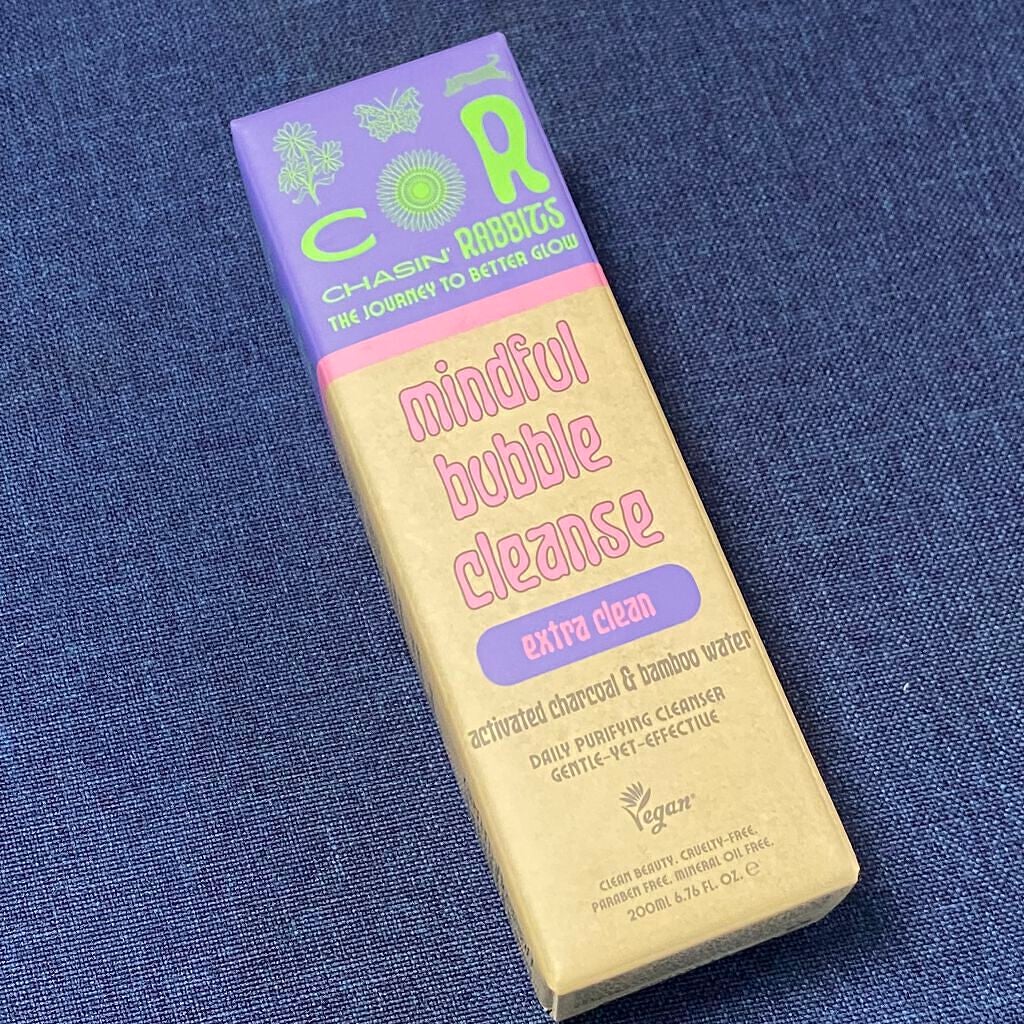 C R
CHASIN' RABBITS
THE JOURNEY TO BETTER GLOW
mindful
bubble
cleanse
extra clean
activated charcoal & bamboo water
DAILY PURIFYING CLEANSER
GENTLE-YET-EFFECTIVE
Vegan
CLEAN BEAUTY. CRUELTY-FREE.
PARABEN FREE. MINERAL OIL FREE.
200ML 6.76 FL. OZ. ℮